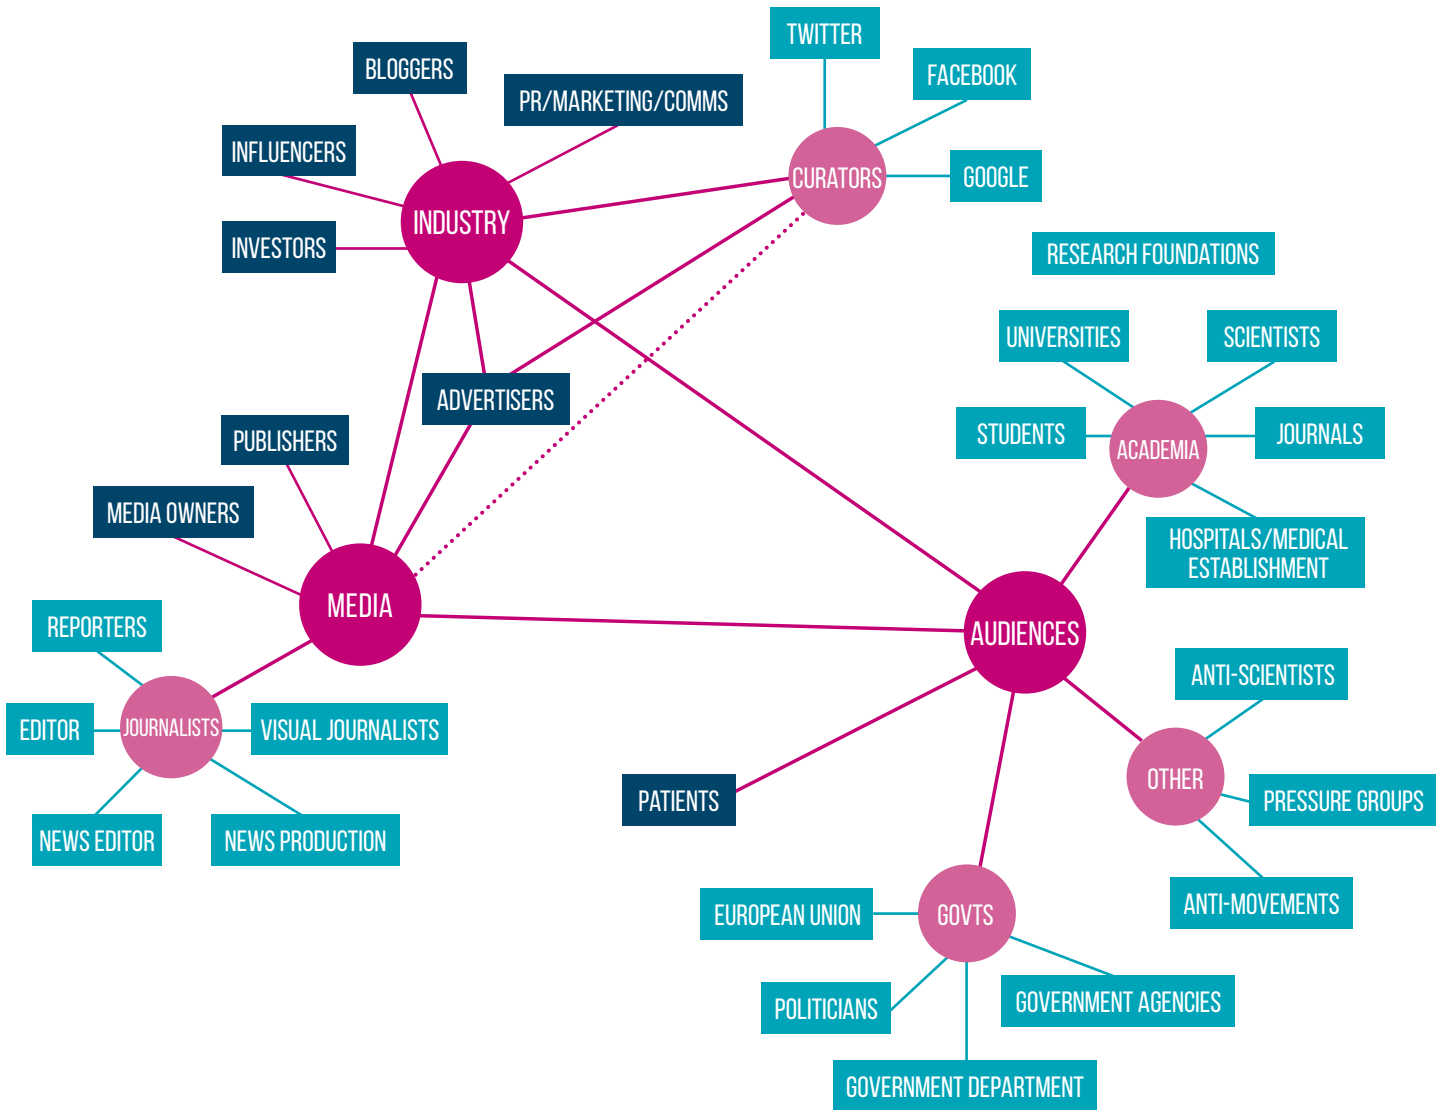 TWITTER
BLOGGERS
FACEBOOK
PR/MARKETING/COMMS
INFLUENCERS
CURATORS
GOOGLE
INDUSTRY
INVESTORS
RESEARCH FOUNDATIONS
UNIVERSITIES
SCIENTISTS
ADVERTISERS
PUBLISHERS
STUDENTS
JOURNALS
ACADEMIA
MEDIA OWNERS
HOSPITALS/MEDICAL
ESTABLISHMENT
MEDIA
REPORTERS
AUDIENCES
ANTI-SCIENTISTS
EDITOR
JOURNALISTS
VISUAL JOURNALISTS
OTHER
PATIENTS
PRESSURE GROUPS
NEWS EDITOR
NEWS PRODUCTION
ANTI-MOVEMENTS
EUROPEAN UNION
GOVTS
POLITICIANS
GOVERNMENT AGENCIES
GOVERNMENT DEPARTMENT